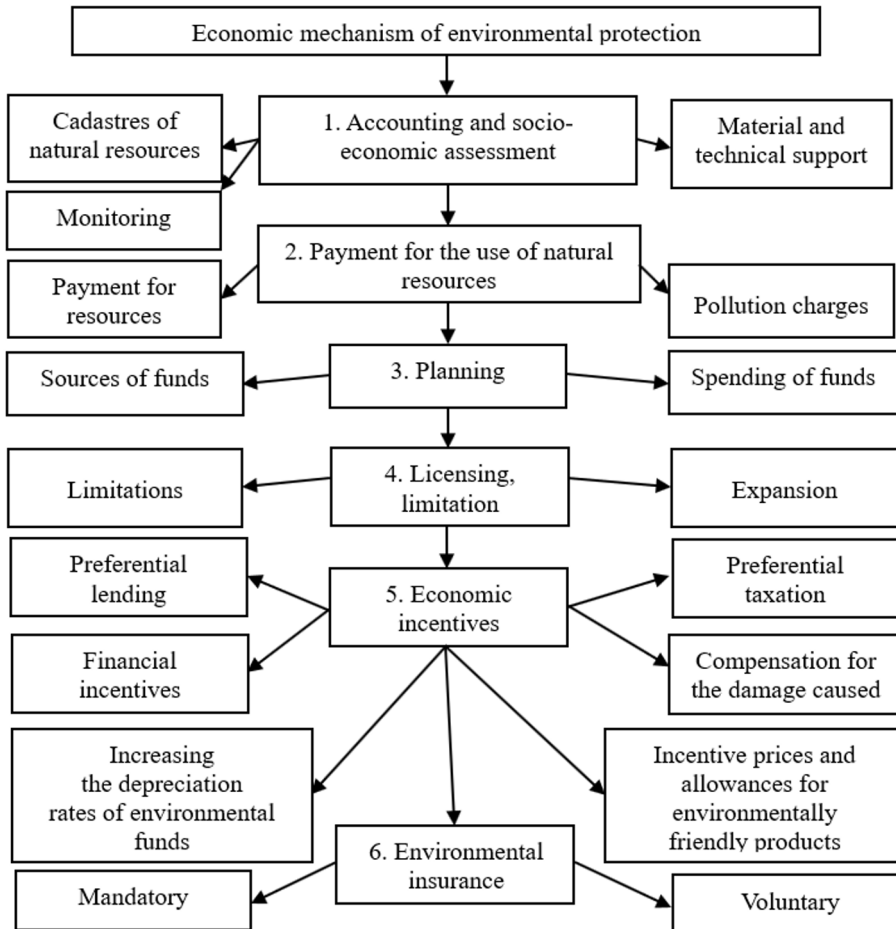 Economic mechanism of environmental protection
Cadastres of
natural resources
1. Accounting and socio-
economic assessment
Material and
technical support
Monitoring
2. Payment for the use of natural
resources
Payment for
resources
Pollution charges
Sources of funds
3. Planning
Spending of funds
Limitations
4. Licensing,
limitation
Expansion
Preferential
lending
5. Economic
incentives
Preferential
taxation
Financial
incentives
Compensation for
the damage caused
Increasing
the depreciation
rates of environmental
funds
Incentive prices and
allowances for
environmentally
friendly products
6. Environmental
insurance
Mandatory
Voluntary